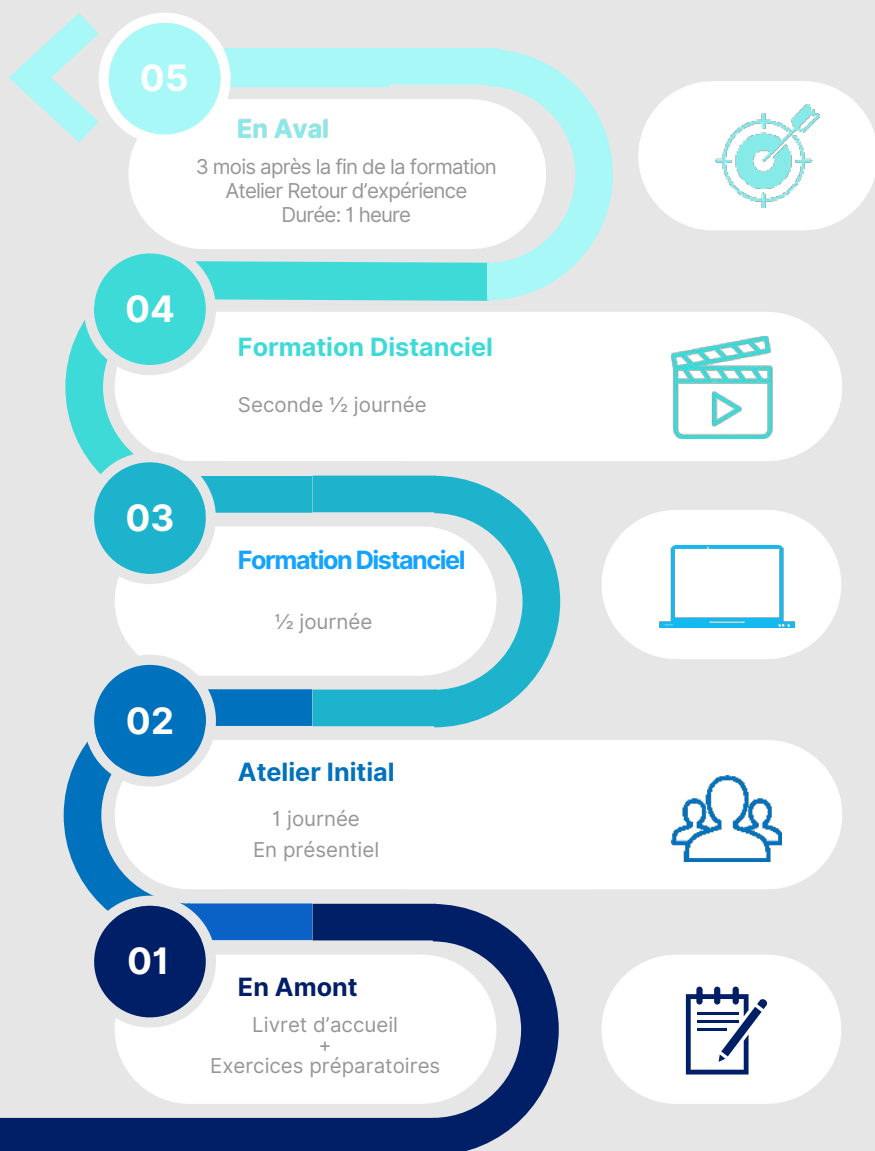 05
En Aval
3 mois après la fin de la formation
Atelier Retour d’expérience
Durée: 1 heure
04
Formation Distanciel
Seconde ½ journée
03
Formation Distanciel
½ journée
02
Atelier Initial
1 journée
En présentiel
01
En Amont
Livret d’accueil
+
Exercices préparatoires